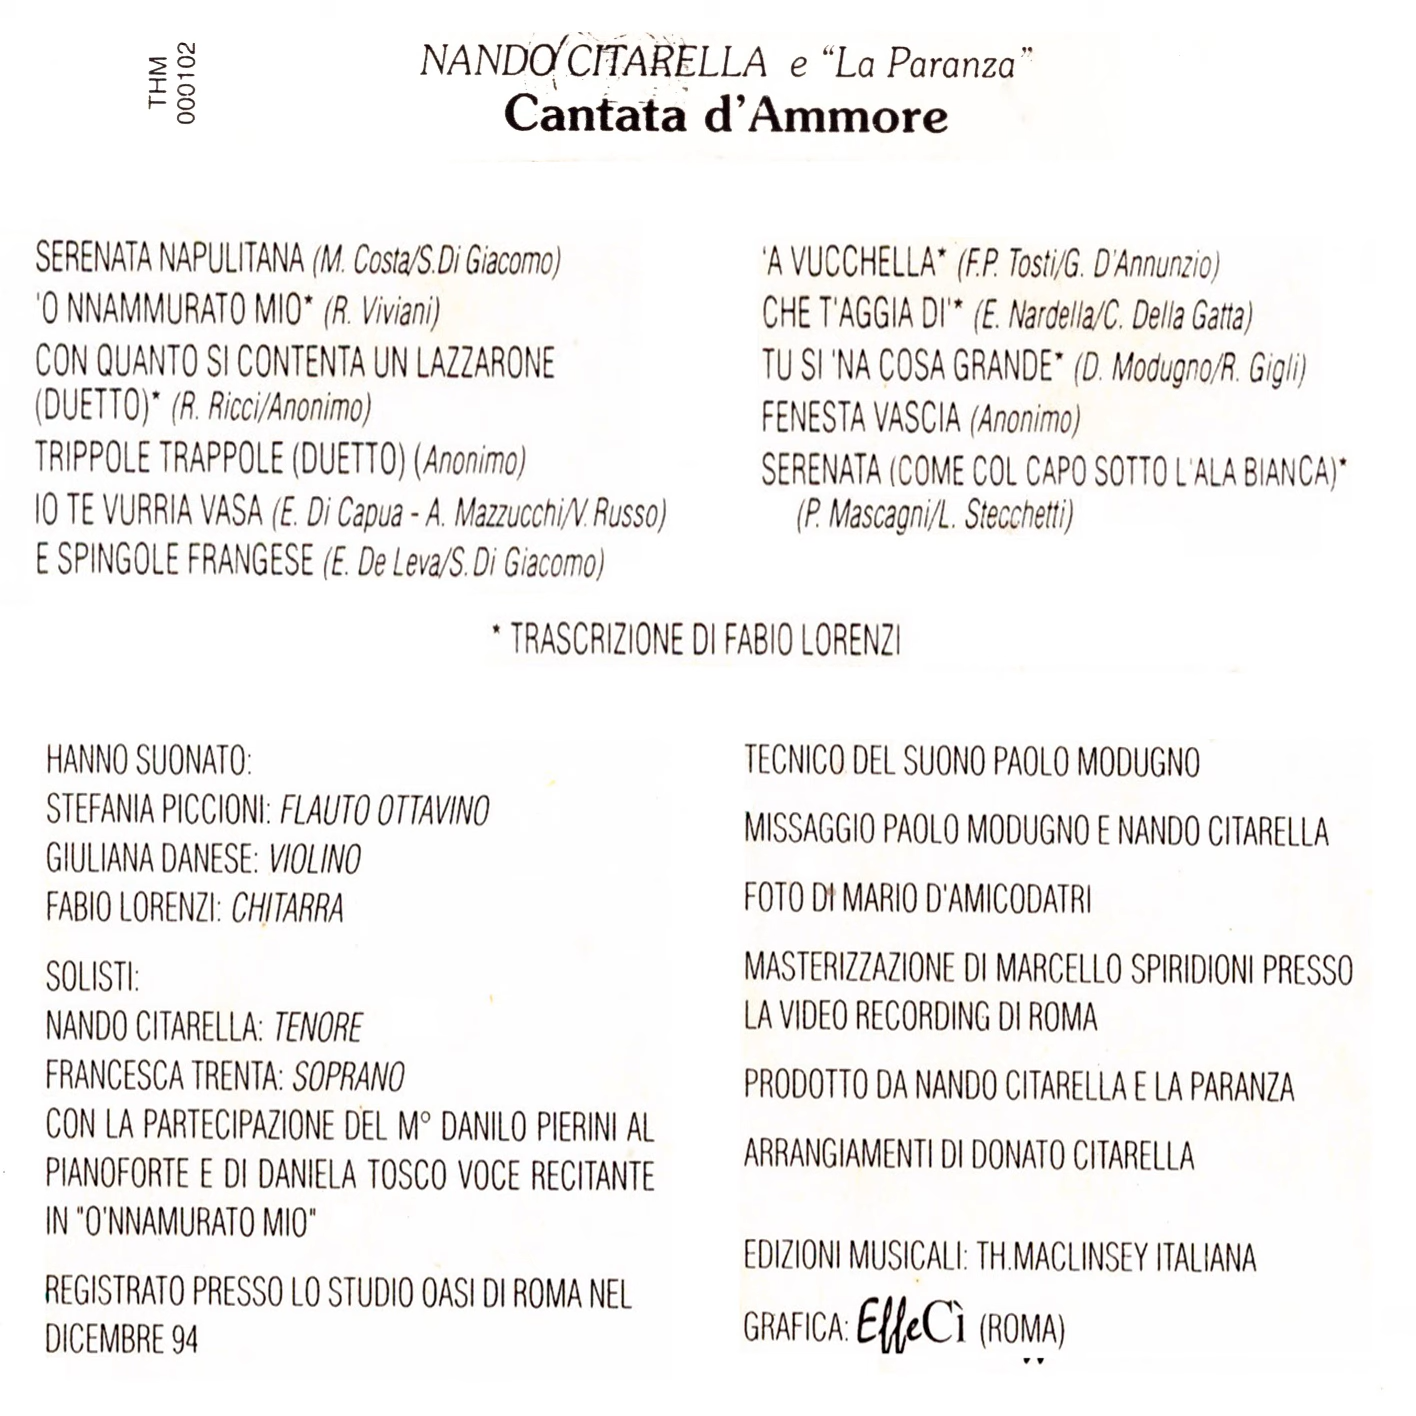 THM
000102
NANDO CITARELLA e “La Paranza”
Cantata d'Ammore
SERENATA NAPULITANA (M. Costa/S.Di Giacomo)
'O NNAMMURATO MIO* (R. Viviani)
CON QUANTO SI CONTENTA UN LAZZARONE
(DUETTO)* (R. Ricci/Anonimo)
TRIPPOLE TRAPPOLE (DUETTO) (Anonimo)
IO TE VURRIA VASA (E. Di Capua - A. Mazzucchi/V. Russo)
E SPINGOLE FRANGESE (E. De Leva/S. Di Giacomo)
'A VUCCHELLA* (F.P. Tosti/G. D'Annunzio)
CHE T'AGGIA DI'* (E. Nardella/C. Della Gatta)
TU SI 'NA COSA GRANDE* (D. Modugno/R. Gigli)
FENESTA VASCIA (Anonimo)
SERENATA (COME COL CAPO SOTTO L'ALA BIANCA)*
(P. Mascagni/L. Stecchetti)
* TRASCRIZIONE DI FABIO LORENZI
HANNO SUONATO:
STEFANIA PICCIONI: FLAUTO OTTAVINO
GIULIANA DANESE: VIOLINO
FABIO LORENZI: CHITARRA
SOLISTI:
NANDO CITARELLA: TENORE
FRANCESCA TRENTA: SOPRANO
CON LA PARTECIPAZIONE DEL M° DANILO PIERINI AL
PIANOFORTE E DI DANIELA TOSCO VOCE RECITANTE
IN "O'NNAMURATO MIO"
REGISTRATO PRESSO LO STUDIO OASI DI ROMA NEL
DICEMBRE 94
TECNICO DEL SUONO PAOLO MODUGNO
MISSAGGIO PAOLO MODUGNO E NANDO CITARELLA
FOTO DI MARIO D'AMICODATRI
MASTERIZZAZIONE DI MARCELLO SPIRIDIONI PRESSO
LA VIDEO RECORDING DI ROMA
PRODOTTO DA NANDO CITARELLA E LA PARANZA
ARRANGIAMENTI DI DONATO CITARELLA
EDIZIONI MUSICALI: TH.MACLINSEY ITALIANA
GRAFICA: EffeCì (ROMA)